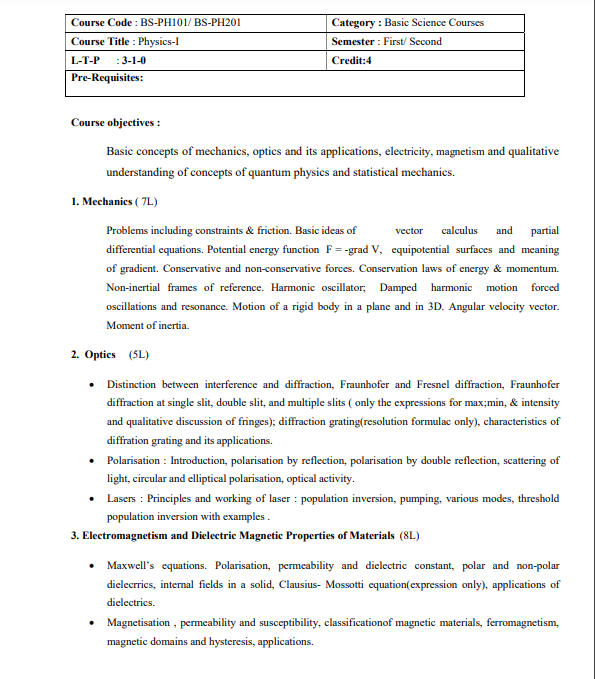 Course Code : BS-PH101/ BS-PH201 Category : Basic Science Courses
Course Title : Physics-I Semester : First/ Second
L-T-P : 3-1-0 Credit:4
Pre-Requisites:
Course objectives :
Basic concepts of mechanics, optics and its applications, electricity, magnetism and qualitative
understanding of concepts of quantum physics and statistical mechanics.
1. Mechanics ( 7L)
Problems including constraints & friction. Basic ideas of vector calculus and partial
differential equations. Potential energy function F = -grad V, equipotential surfaces and meaning
of gradient. Conservative and non-conservative forces. Conservation laws of energy & momentum.
Non-inertial frames of reference. Harmonic oscillator; Damped harmonic motion forced
oscillations and resonance. Motion of a rigid body in a plane and in 3D. Angular velocity vector.
Moment of inertia.
2. Optics (5L)
• Distinction between interference and diffraction, Fraunhofer and Fresnel diffraction, Fraunhofer
diffraction at single slit, double slit, and multiple slits ( only the expressions for max;min, & intensity
and qualitative discussion of fringes); diffraction grating(resolution formulac only), characteristics of
diffration grating and its applications.
• Polarisation : Introduction, polarisation by reflection, polarisation by double reflection, scattering of
light, circular and elliptical polarisation, optical activity.
• Lasers : Principles and working of laser : population inversion, pumping, various modes, threshold
population inversion with examples .
3. Electromagnetism and Dielectric Magnetic Properties of Materials (8L)
• Maxwell's equations. Polarisation, permeability and dielectric constant, polar and non-polar
dielecrrics, internal fields in a solid, Clausius- Mossotti equation(expression only), applications of
dielectrics.
• Magnetisation , permeability and susceptibility, classificationof magnetic materials, ferromagnetism,
magnetic domains and hysteresis, applications.